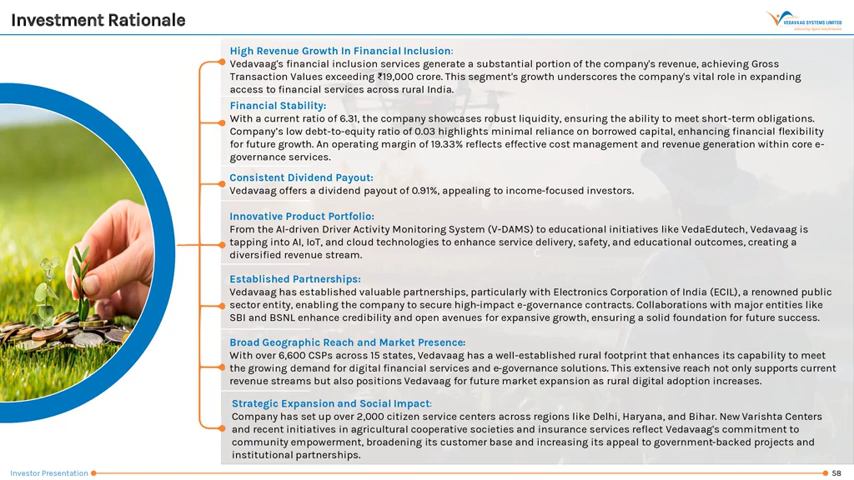 Investment Rationale
VEDAVAAG SYSTEMS LIMITED
High Revenue Growth In Financial Inclusion:
Vedavaag's financial inclusion services generate a substantial portion of the company's revenue, achieving Gross
Transaction Values exceeding ₹19,000 crore. This segment's growth underscores the company's vital role in expanding
access to financial services across rural India.
Financial Stability:
With a current ratio of 6.31, the company showcases robust liquidity, ensuring the ability to meet short-term obligations.
Company's low debt-to-equity ratio of 0.03 highlights minimal reliance on borrowed capital, enhancing financial flexibility
for future growth. An operating margin of 19.33% reflects effective cost management and revenue generation within core e-
governance services.
Consistent Dividend Payout:
Vedavaag offers a dividend payout of 0.91%, appealing to income-focused investors.
Innovative Product Portfolio:
From the AI-driven Driver Activity Monitoring System (V-DAMS) to educational initiatives like VedaEdutech, Vedavaag is
tapping into AI, IoT, and cloud technologies to enhance service delivery, safety, and educational outcomes, creating a
diversified revenue stream.
Established Partnerships:
Vedavaag has established valuable partnerships, particularly with Electronics Corporation of India (ECIL), a renowned public
sector entity, enabling the company to secure high-impact e-governance contracts. Collaborations with major entities like
SBI and BSNL enhance credibility and open avenues for expansive growth, ensuring a solid foundation for future success.
Broad Geographic Reach and Market Presence:
With over 6,600 CSPs across 15 states, Vedavaag has a well-established rural footprint that enhances its capability to meet
the growing demand for digital financial services and e-governance solutions. This extensive reach not only supports current
revenue streams but also positions Vedavaag for future market expansion as rural digital adoption increases.
Strategic Expansion and Social Impact:
Company has set up over 2,000 citizen service centers across regions like Delhi, Haryana, and Bihar. New Varishta Centers
and recent initiatives in agricultural cooperative societies and insurance services reflect Vedavaag's commitment to
community empowerment, broadening its customer base and increasing its appeal to government-backed projects and
institutional partnerships.
Investor Presentation
58